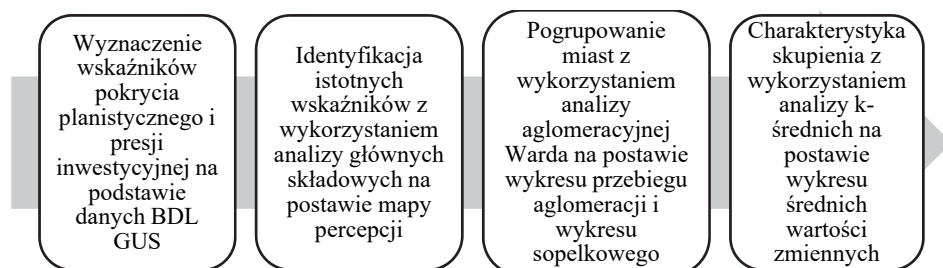 Wyznaczenie
wskaźników
pokrycia
planistycznego i
presji
inwestycyjnej na
podstawie
danych BDL
GUS
Identyfikacja
istotnych
wskaźników z
wykorzystaniem
analizy głównych
składowych na
postawie mapy
percepcji
Pogrupowanie
miast z
wykorzystaniem
analizy
aglomeracyjnej
Warda na postawie
wykresu przebiegu
aglomeracji i
wykresu
sopelkowego
Charakterystyka
skupienia z
wykorzystaniem
analizy k-
średnich na
postawie
wykresu
średnich
wartości
zmiennych